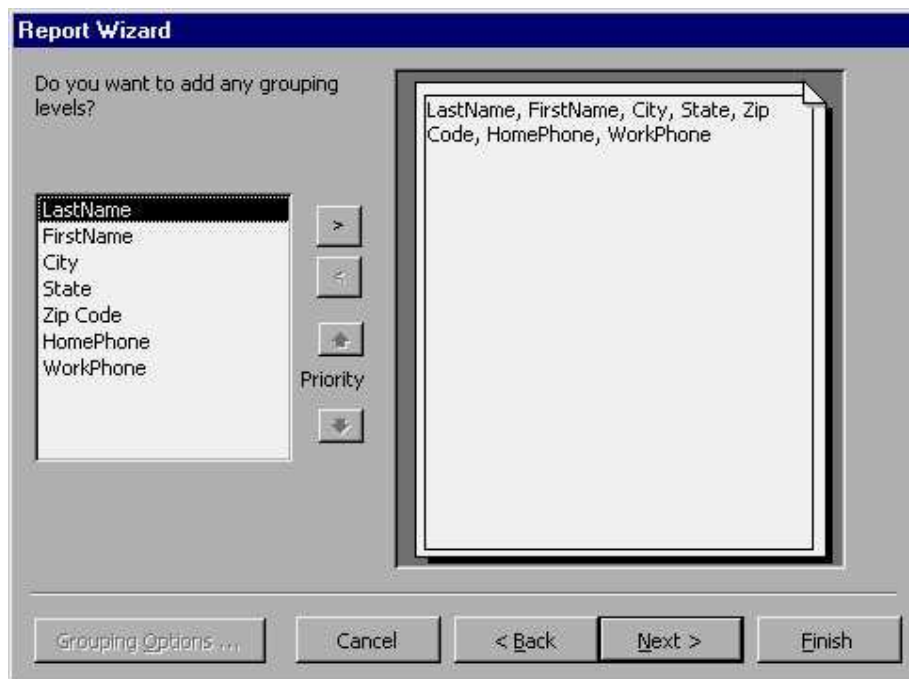 Report Wizard
Do you want to add any grouping
levels?
LastName, FirstName, City, State, Zip
Code, HomePhone, WorkPhone
LastName
FirstName
City
State
Zip Code
HomePhone
WorkPhone
>
<
Priority
Grouping Options ...
Cancel
< Back
Next >
Finish